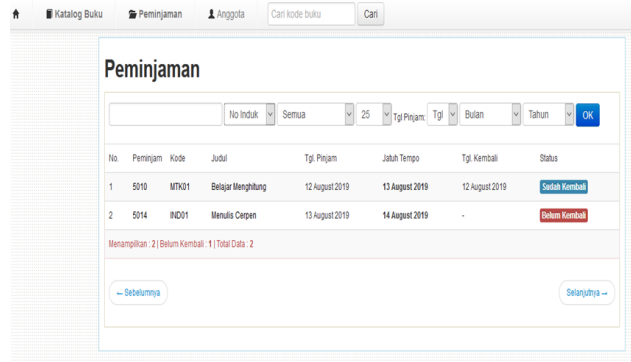 Katalog Buku Peminjaman Anggota Cari kode buku Cari
Peminjaman
No Induk Semua 25 Tgl Pinjam: Tgl Bulan Tahun OK
No. Peminjam Kode Judul Tgl. Pinjam Jatuh Tempo Tgl. Kembali Status
1 5010 MTK01 Belajar Menghitung 12 August 2019 13 August 2019 12 August 2019 Sudah Kembali
2 5014 IND01 Menulis Cerpen 13 August 2019 14 August 2019 - Belum Kembali
Menampilkan : 2 | Belum Kembali : 1 | Total Data : 2
← Sebelumnya Selanjutnya →